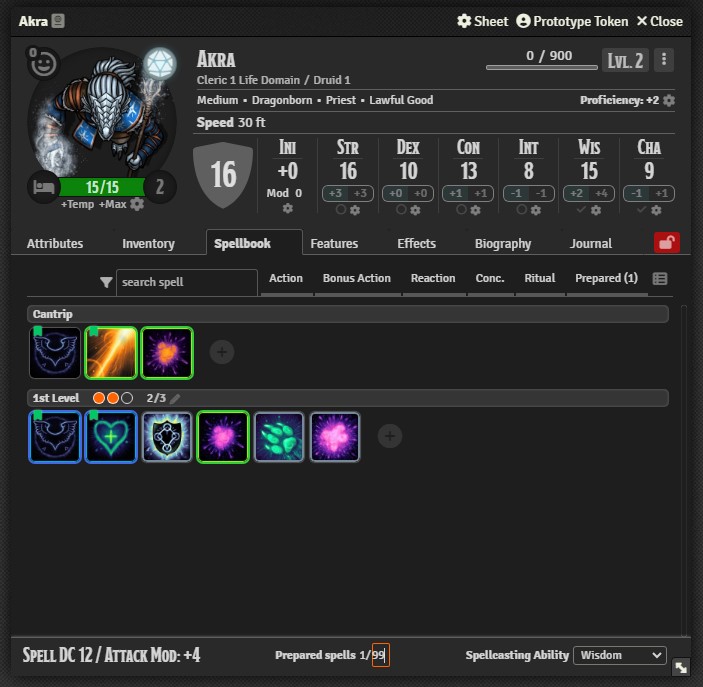 Akra Sheet Prototype Token Close
0
AKRA 0 / 900 LVL. 2
Cleric 1 Life Domain / Druid 1
Medium • Dragonborn • Priest • Lawful Good Proficiency: +2
Speed 30 ft
INI STR DEX CON INT WIS CHA
16 +0 16 10 13 8 15 9
15/15 2 Mod 0 +3 +3 +0 +0 +1 +1 -1 -1 +2 +4 -1 +1
+Temp +Max
Attributes Inventory Spellbook Features Effects Biography Journal
search spell Action Bonus Action Reaction Conc. Ritual Prepared (1)
Cantrip
1st Level 2/3
SPELL DC 12 / ATTACK MOD: +4 Prepared spells 1/99 Spellcasting Ability Wisdom